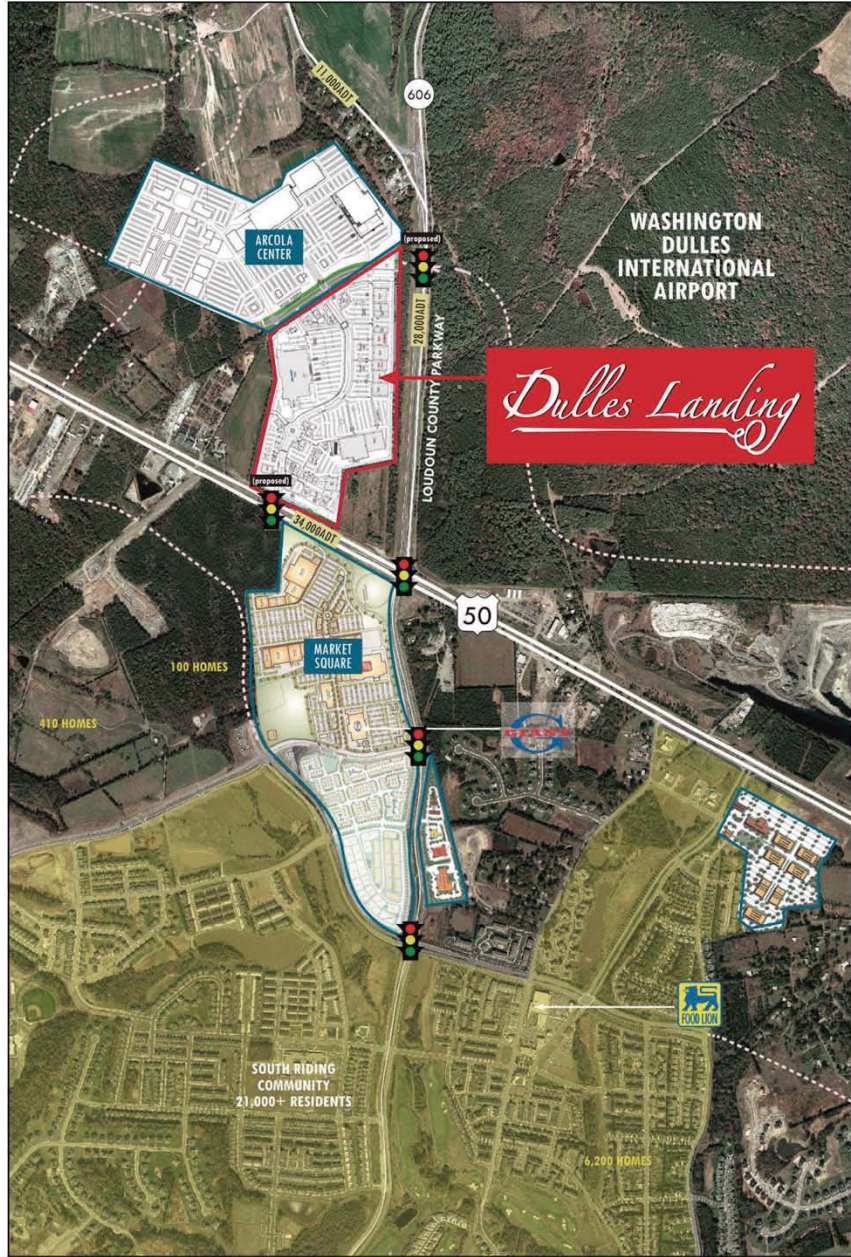 11,000ADT
606
WASHINGTON
DULLES
INTERNATIONAL
AIRPORT
ARCOLA
CENTER
(proposed)
28,000ADT
LOUDOUN COUNTY PARKWAY
Dulles Landing
(proposed)
34,000ADT
50
MARKET
SQUARE
100 HOMES
410 HOMES
GIANT
FOOD LION
SOUTH RIDING
COMMUNITY
21,000+ RESIDENTS
6,200 HOMES